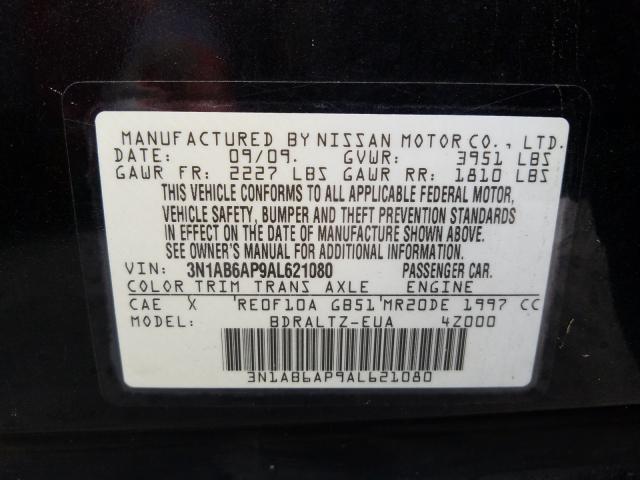 MANUFACTURED BY NISSAN MOTOR CO., LTD.
DATE: 09/09. GVWR: 3951 LBS
GAWR FR: 2227 LBS GAWR RR: 1810 LBS
THIS VEHICLE CONFORMS TO ALL APPLICABLE FEDERAL MOTOR,
VEHICLE SAFETY, BUMPER AND THEFT PREVENTION STANDARDS
IN EFFECT ON THE DATE OF MANUFACTURE SHOWN ABOVE.
SEE OWNER'S MANUAL FOR ADDITIONAL INFORMATION.
VIN: 3N1AB6AP9AL621080 PASSENGER CAR.
COLOR TRIM TRANS AXLE ENGINE
CAE X 'RE0F10A GB51'MR20DE 1997 CC
MODEL: BDRALTZ-EUA 4Z000
3N1AB6AP9AL621080